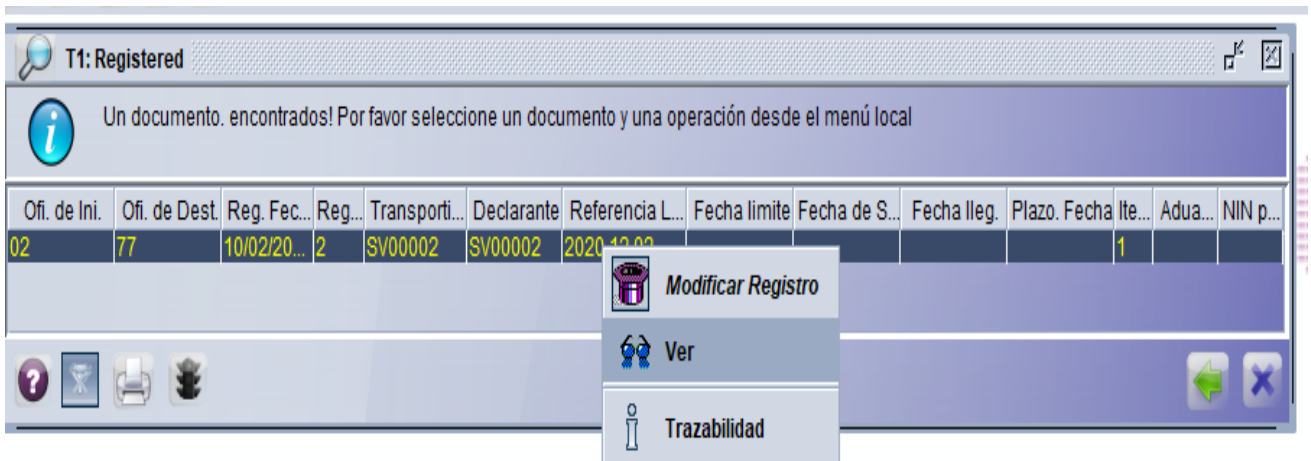 T1: Registered
Un documento. encontrados! Por favor seleccione un documento y una operación desde el menú local
Ofi. de Ini. Ofi. de Dest. Reg. Fec... Reg... Transporti... Declarante Referencia L... Fecha limite Fecha de S... Fecha lleg. Plazo. Fecha Ite... Adua... NIN p...
02 77 10/02/20... 2 SV00002 SV00002 2020 12 02 1
Modificar Registro
Ver
Trazabilidad